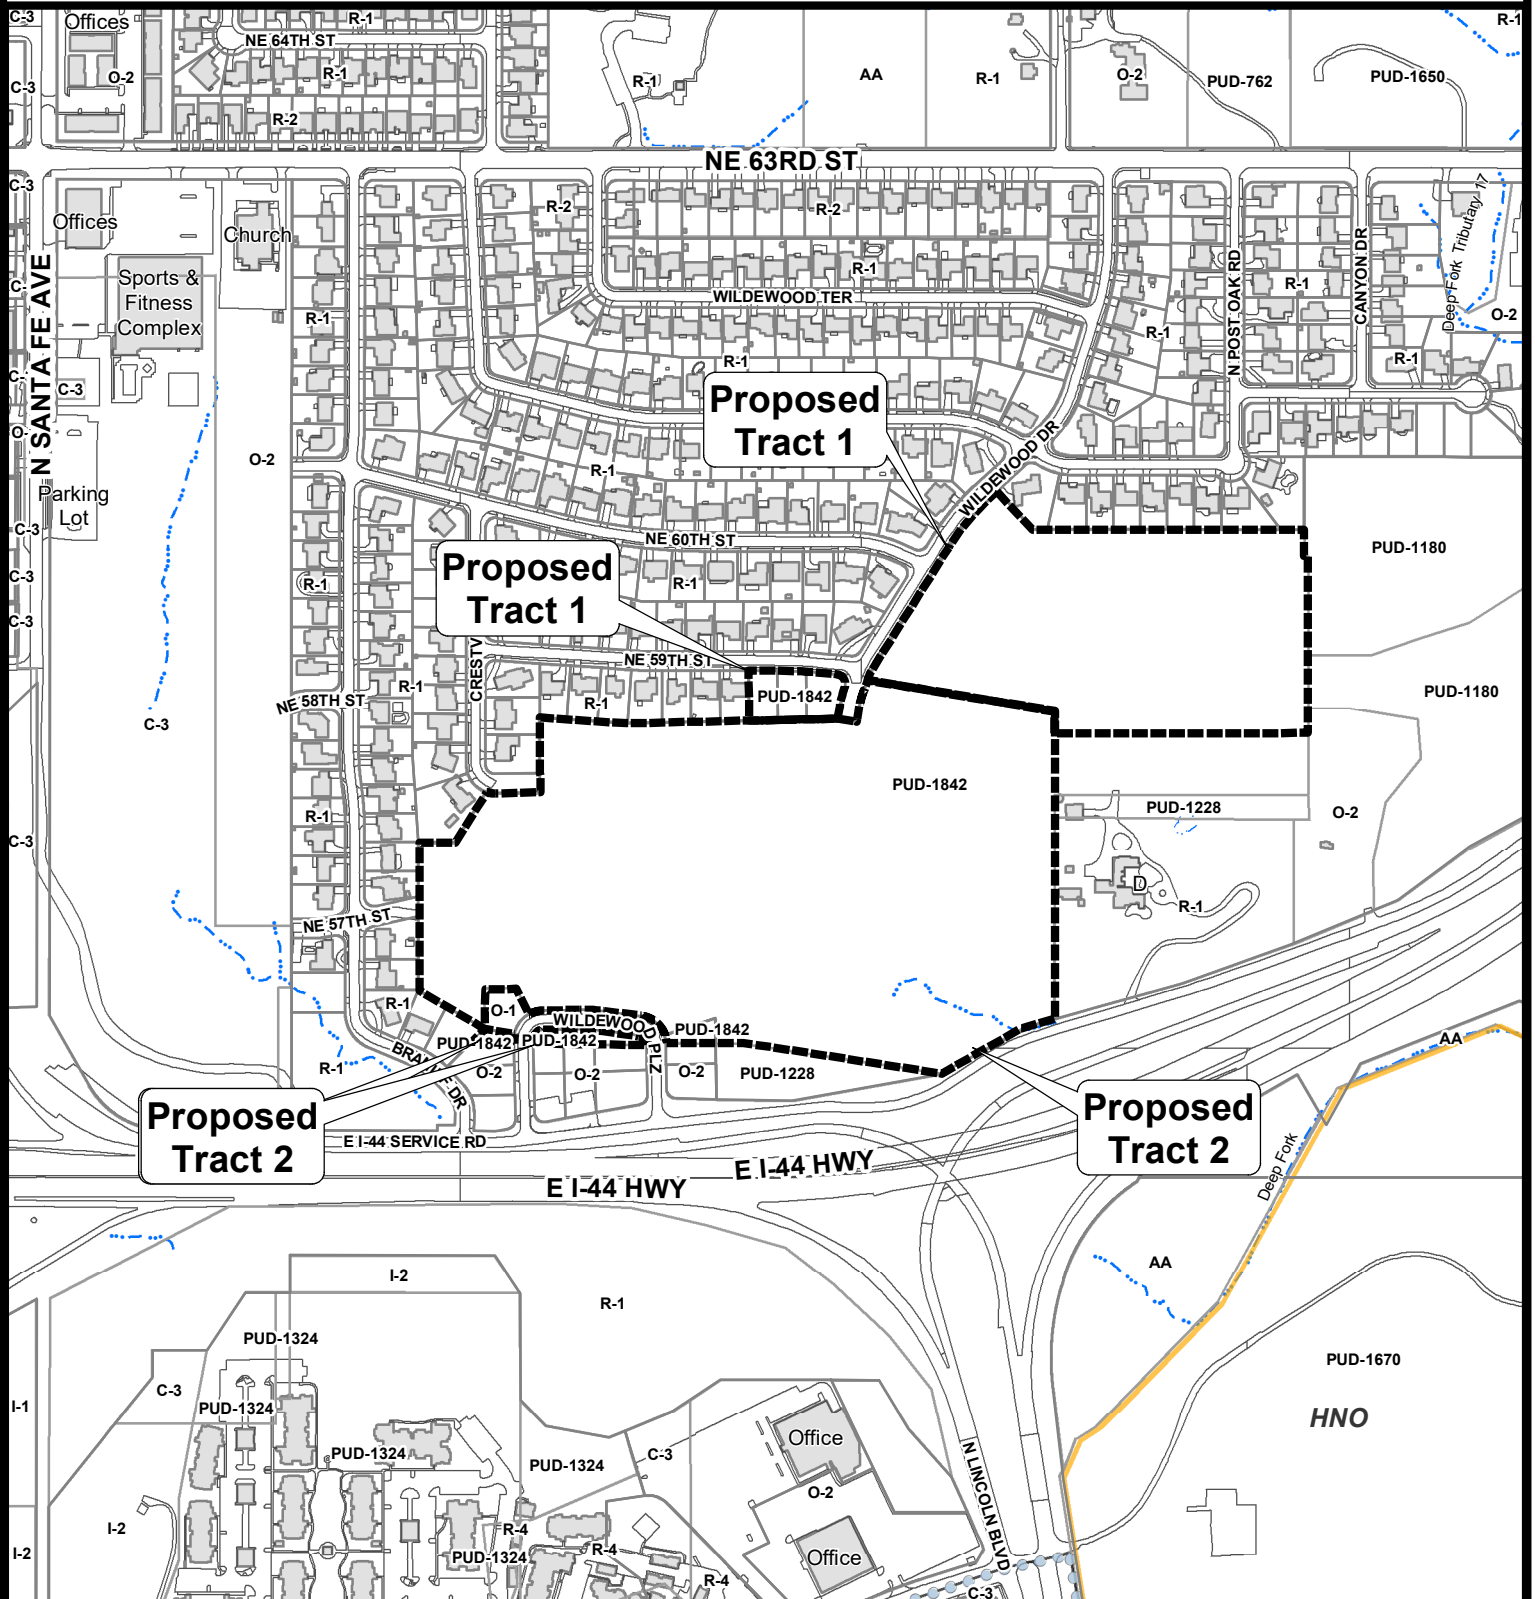 C-3
Offices
R-1
R-1
NE 64TH ST
O-2
R-1
R-1
AA
R-1
O-2
PUD-762
PUD-1650
C-3
R-2
NE 63RD ST
C-3
Offices
Church
R-2
R-2
Deep Fork Tributary 17
N SANTA FE AVE
Sports &
Fitness
Complex
R-1
C-
WILDEWOOD TER
R-1
N POST OAK RD
R-1
CANYON DR
O-2
R-1
R-1
R-1
R-1
C-
C-3
Proposed
Tract 1
O-
O-2
R-1
WILDEWOOD DR
Parking
Lot
C-3
NE 60TH ST
PUD-1180
Proposed
Tract 1
C-3
R-1
R-1
C-3
CRESTV
NE 59TH ST
R-1
PUD-1842
PUD-1180
NE 58TH ST
R-1
C-3
PUD-1842
PUD-1228
O-2
R-1
C-3
D
R-1
NE 57TH ST
R-1
O-1
WILDEWOOD PLZ
PUD-1842
PUD-1842
PUD-1842
BRA
E DR
R-1
O-2
O-2
O-2
PUD-1228
AA
Proposed
Tract 2
Proposed
Tract 2
E I-44 SERVICE RD
E I-44 HWY
E I-44 HWY
Deep Fork
AA
I-2
R-1
PUD-1324
PUD-1670
C-3
PUD-1324
I-1
HNO
Office
PUD-1324
C-3
PUD-1324
O-2
N LINCOLN BLVD
I-2
R-4
I-2
PUD-1324
R-4
Office
R-4
C-3